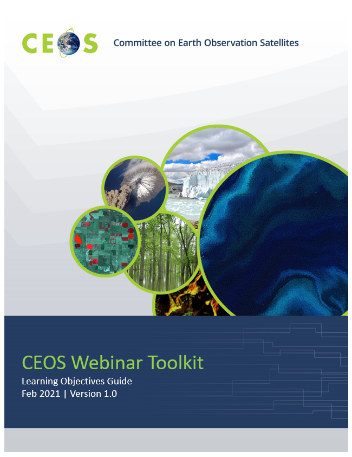 CEOS
Committee on Earth Observation Satellites
CEOS Webinar Toolkit
Learning Objectives Guide
Feb 2021 | Version 1.0